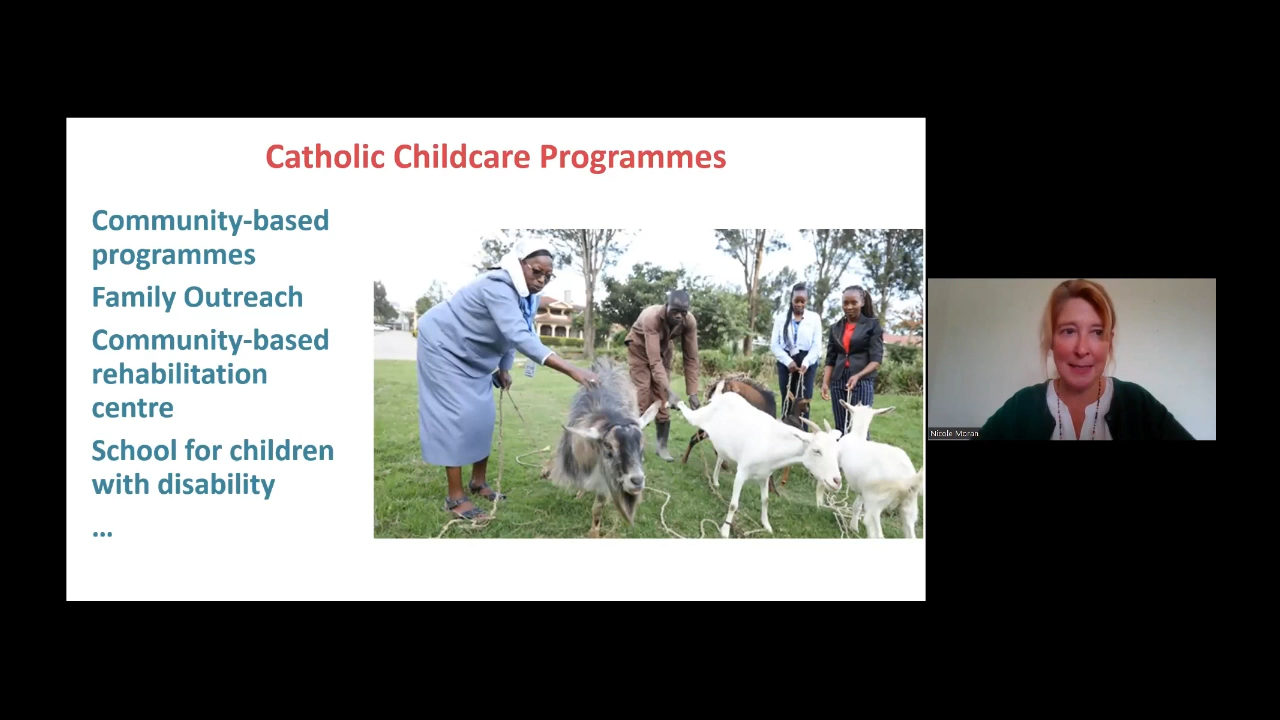 Catholic Childcare Programmes
Community-based
programmes
Family Outreach
Community-based
rehabilitation
centre
School for children
with disability
...
Nicole Moran